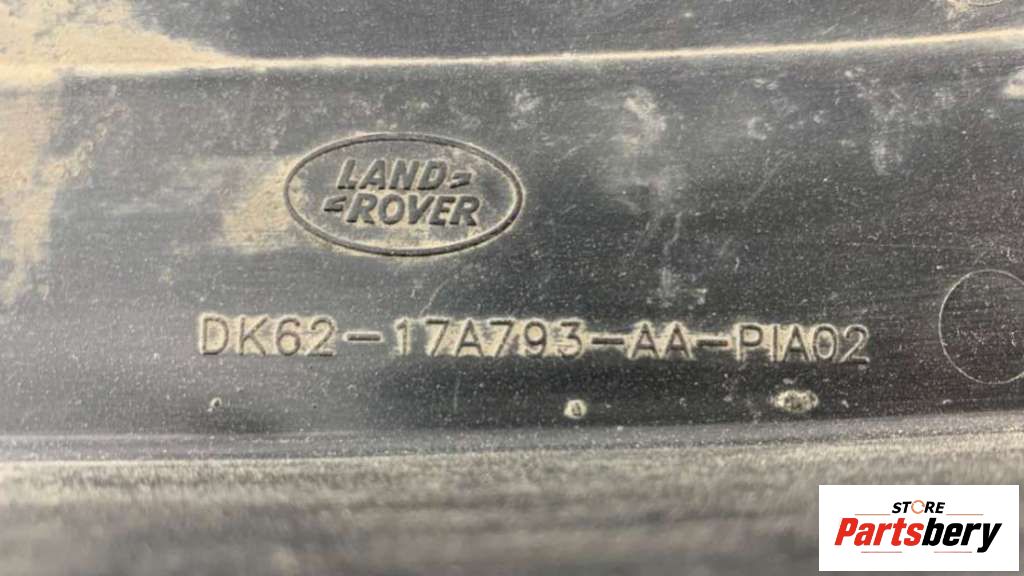 LAND
ROVER
DK62-17A793-AA-PIA02
STORE
Partsbery